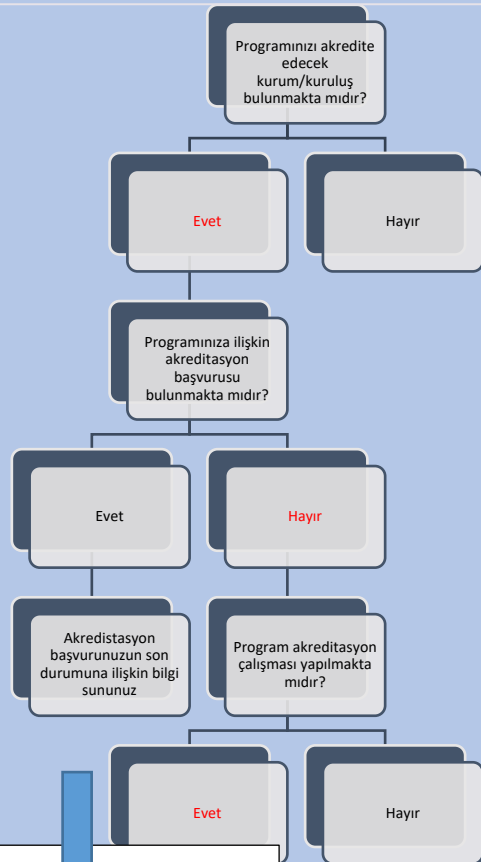 Programınızı akredite
edecek
kurum/kuruluş
bulunmakta mıdır?
Evet
Hayır
Programınıza ilişkin
akreditasyon
başvurusu
bulunmakta mıdır?
Evet
Hayır
Akredistasyon
başvurunuzun son
durumuna ilişkin bilgi
sununuz
Program akreditasyon
çalışması yapılmakta
mıdır?
Evet
Hayır